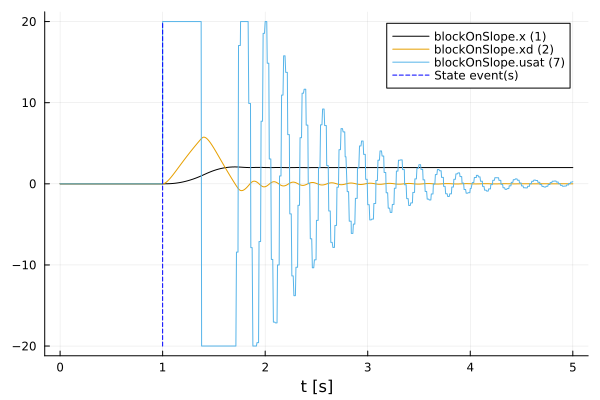 20
10
0
−10
−20
blockOnSlope.x (1)
blockOnSlope.xd (2)
blockOnSlope.usat (7)
State event(s)
0
1
2
3
4
5
t [s]